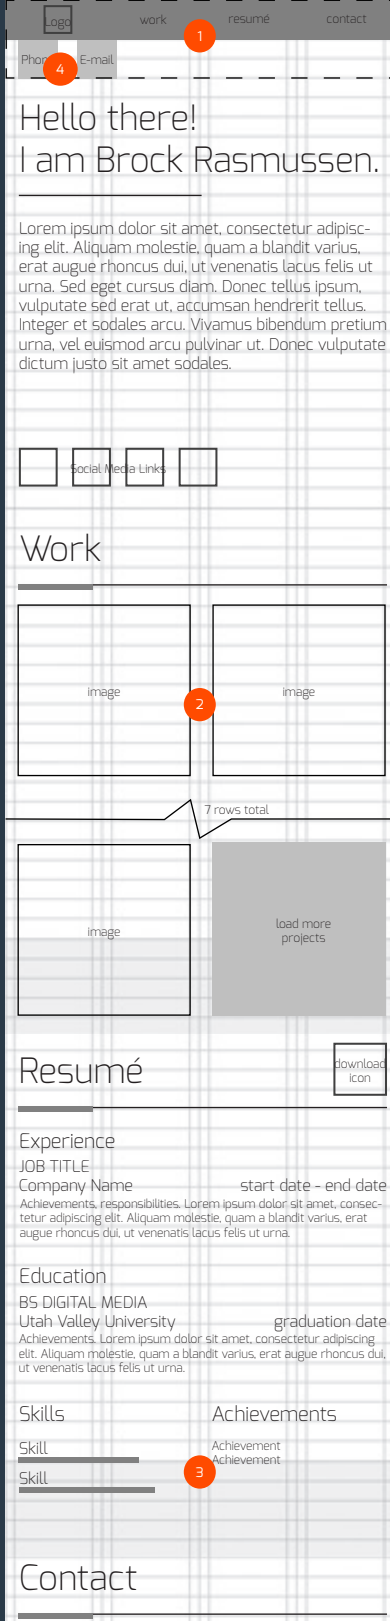 Logo work resumé contact
1
Phon E-mail
4
Hello there!
I am Brock Rasmussen.
Lorem ipsum dolor sit amet, consectetur adipisc-
ing elit. Aliquam molestie, quam a blandit varius,
erat augue rhoncus dui, ut venenatis lacus felis ut
urna. Sed eget cursus diam. Donec tellus ipsum,
vulputate sed erat ut, accumsan hendrerit tellus.
Integer et sodales arcu. Vivamus bibendum pretium
urna, vel euismod arcu pulvinar ut. Donec vulputate
dictum justo sit amet sodales.
Social Media Links
Work
image image
2
7 rows total
image
load more
projects
Resumé
download
icon
Experience
JOB TITLE
Company Name start date - end date
Achievements, responsibilities. Lorem ipsum dolor sit amet, consec-
tetur adipiscing elit. Aliquam molestie, quam a blandit varius, erat
augue rhoncus dui, ut venenatis lacus felis ut urna.
Education
BS DIGITAL MEDIA
Utah Valley University graduation date
Achievements. Lorem ipsum dolor sit amet, consectetur adipiscing
elit. Aliquam molestie, quam a blandit varius, erat augue rhoncus dui,
ut venenatis lacus felis ut urna.
Skills Achievements
Skill
Achievement
Achievement
3
Skill
Contact